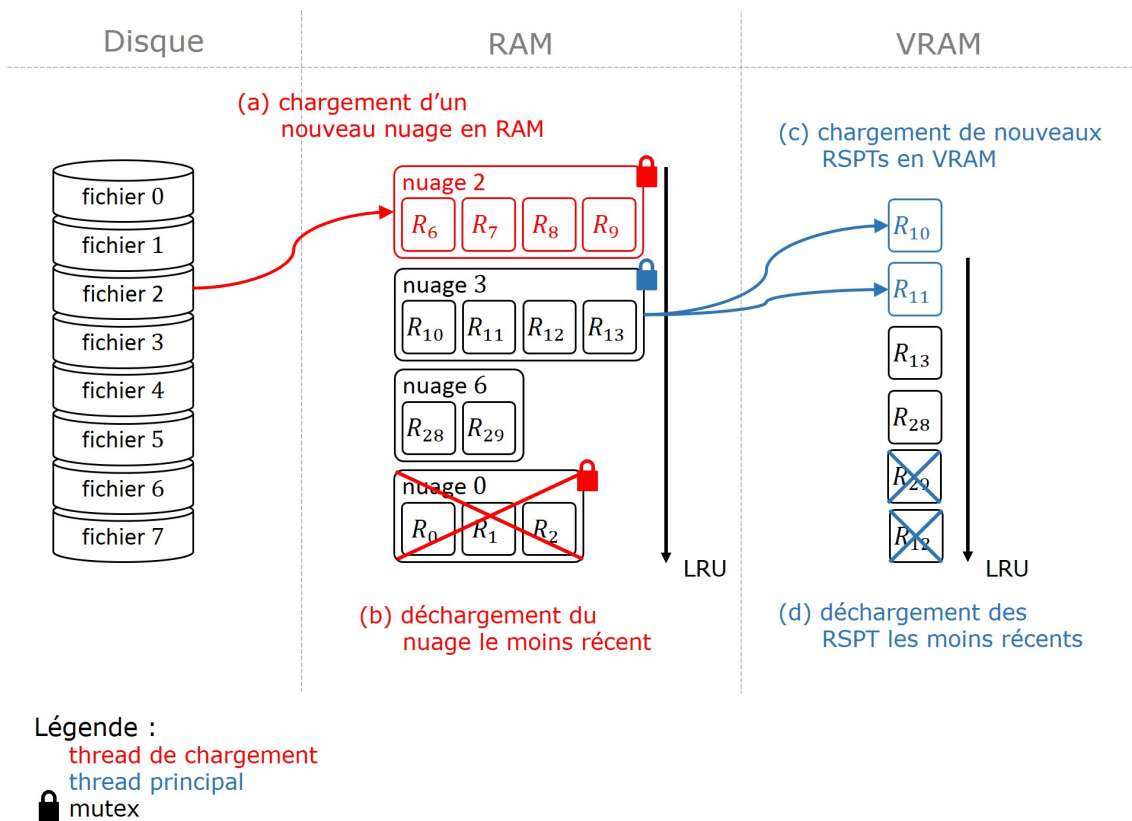 Disque
RAM
VRAM
(a) chargement d’un
nouveau nuage en RAM
(c) chargement de nouveaux
RSPTs en VRAM
fichier 0
fichier 1
fichier 2
fichier 3
fichier 4
fichier 5
fichier 6
fichier 7
nuage 2
R₆ R₇ R₈ R₉
nuage 3
R₁₀ R₁₁ R₁₂ R₁₃
nuage 6
R₂₈ R₂₉
nuage 0
R₀ R₁ R₂
LRU
R₁₀
R₁₁
R₁₃
R₂₈
R₂₉
R₁₂
LRU
(b) déchargement du
nuage le moins récent
(d) déchargement des
RSPT les moins récents
Légende :
thread de chargement
thread principal
mutex